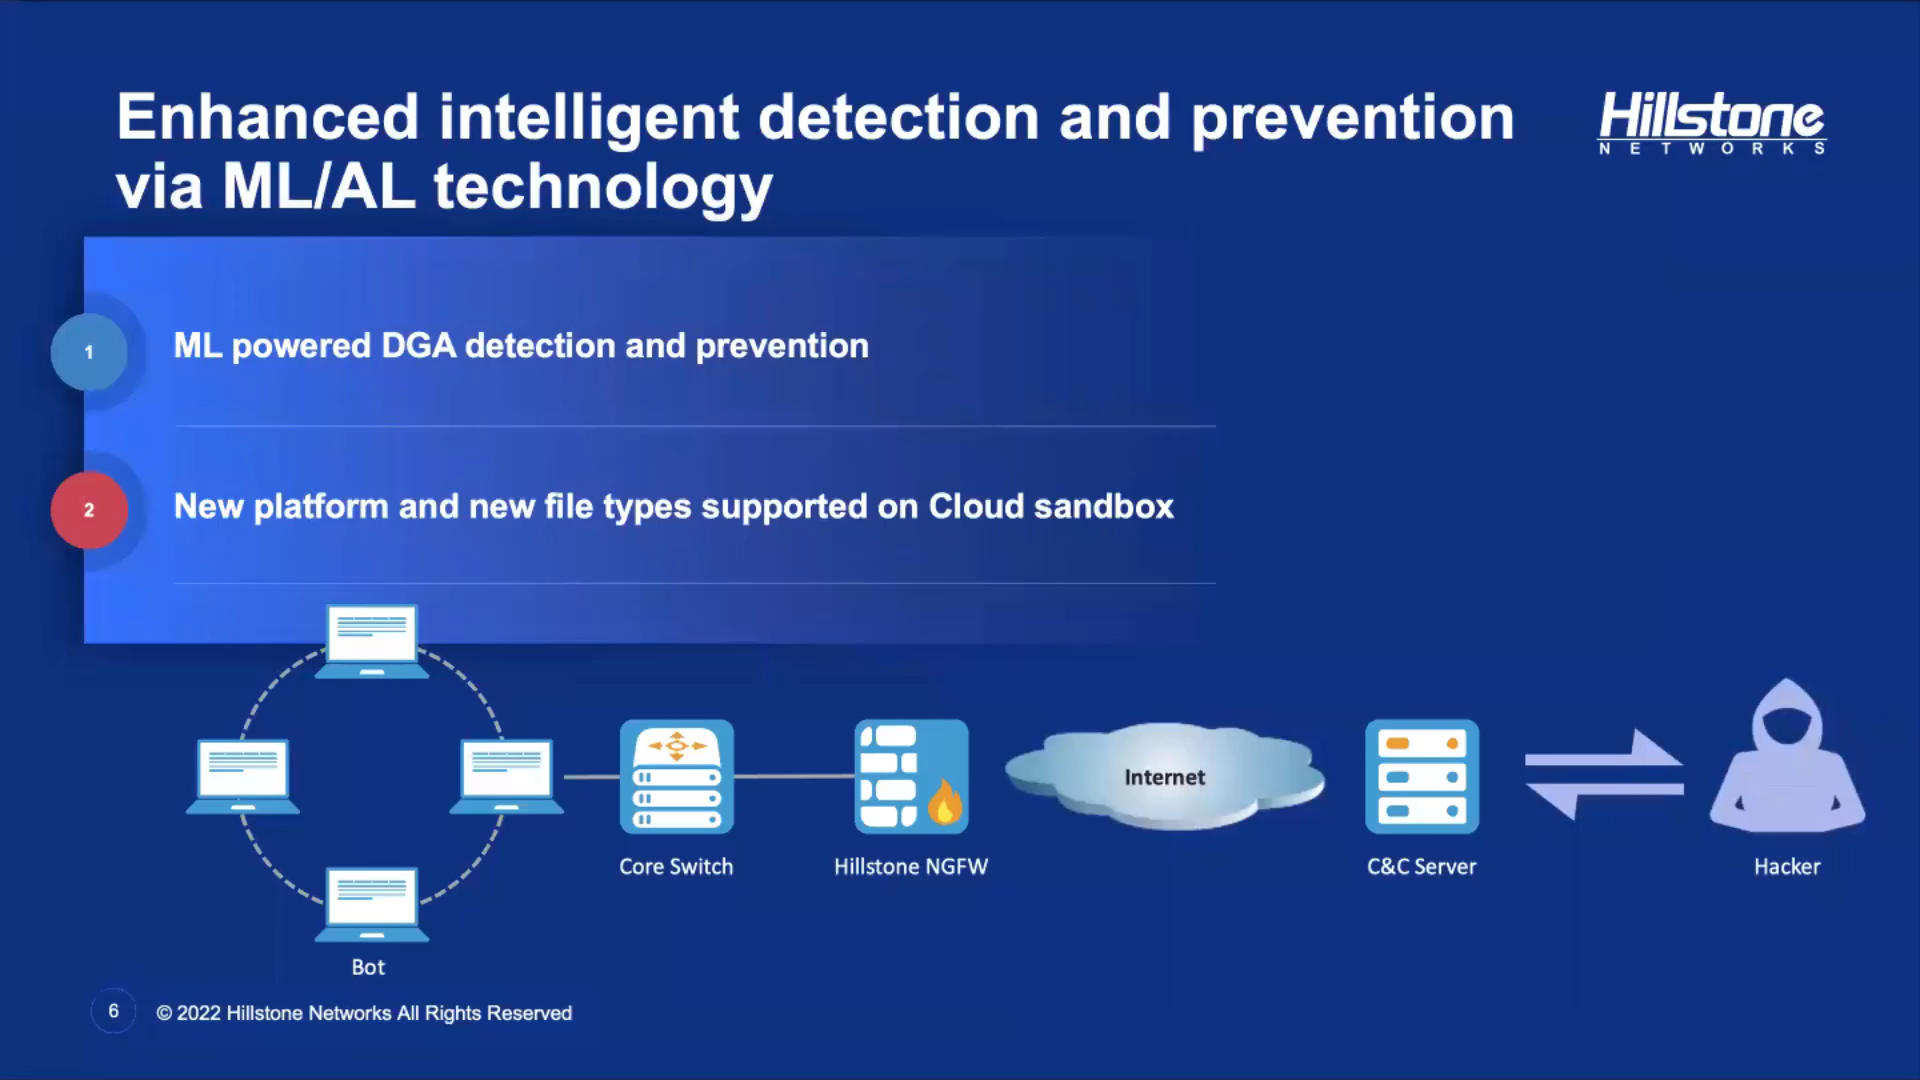 Enhanced intelligent detection and prevention
via ML/AL technology
Hillstone
NETWORKS
1
ML powered DGA detection and prevention
2
New platform and new file types supported on Cloud sandbox
Internet
Core Switch
Hillstone NGFW
C&C Server
Hacker
Bot
6
© 2022 Hillstone Networks All Rights Reserved